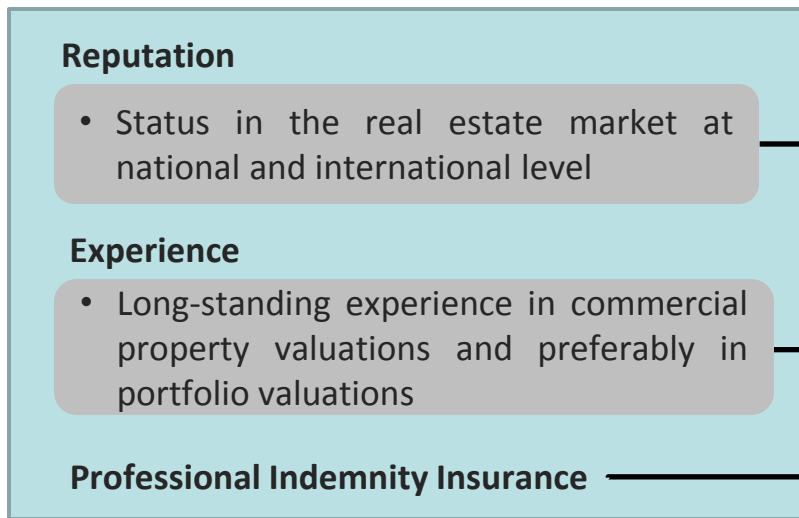 Reputation
• Status in the real estate market at
national and international level
Experience
• Long-standing experience in commercial
property valuations and preferably in
portfolio valuations
Professional Indemnity Insurance